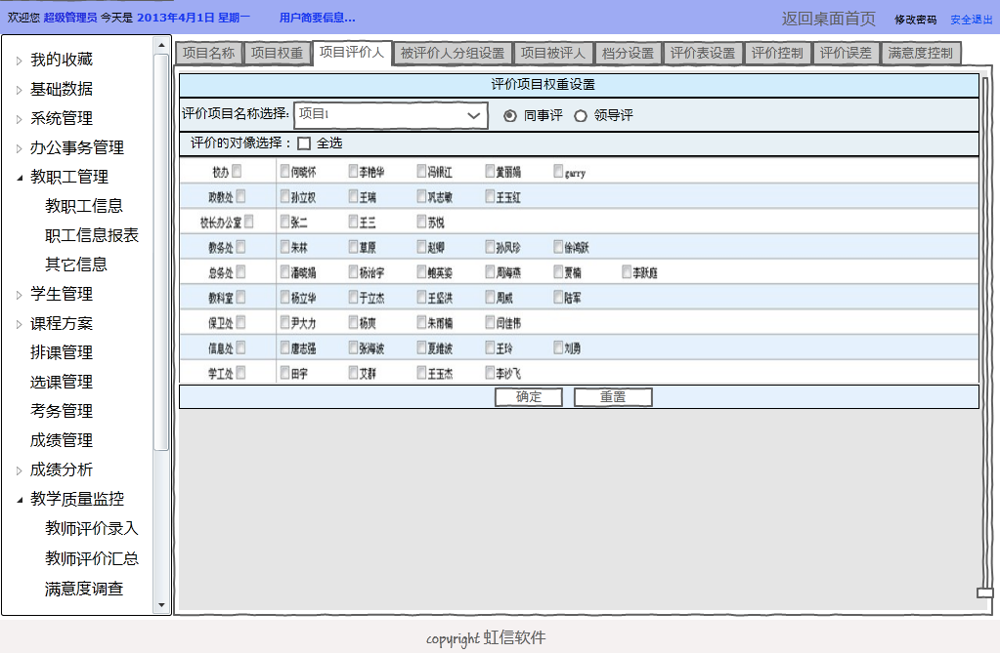 欢迎您 超级管理员 今天是 2013年4月1日 星期一 用户简要信息... 返回桌面首页 修改密码 安全退出
我的收藏
基础数据
系统管理
办公事务管理
教职工管理
教职工信息
职工信息报表
其它信息
学生管理
课程方案
排课管理
选课管理
考务管理
成绩管理
成绩分析
教学质量监控
教师评价录入
教师评价汇总
满意度调查
项目名称 项目权重 项目评价人 被评价人分组设置 项目被评人 档分设置 评价表设置 评价控制 评价误差 满意度控制
评价项目权重设置
评价项目名称选择: 项目1 同事评 领导评
评价的对像选择： 全选
校办 何晓怀 李艳华 冯根江 黄丽娟 garry
政教处 孙立权 王瑞 巩志敏 王玉红
校长办公室 张二 王三 苏悦
教务处 朱林 草原 赵卿 孙凤珍 徐鸿跃
总务处 潘晓娟 杨治宇 鲍英姿 周海燕 贾楠 李跃庭
教科室 杨立华 于立杰 王坚洪 周威 陆军
保卫处 尹大力 杨爽 朱雨楠 闫佳伟
信息处 唐志强 张海波 夏维波 王玲 刘勇
学工处 田宇 艾群 王玉杰 李沙飞
确定 重置
copyright 虹信软件